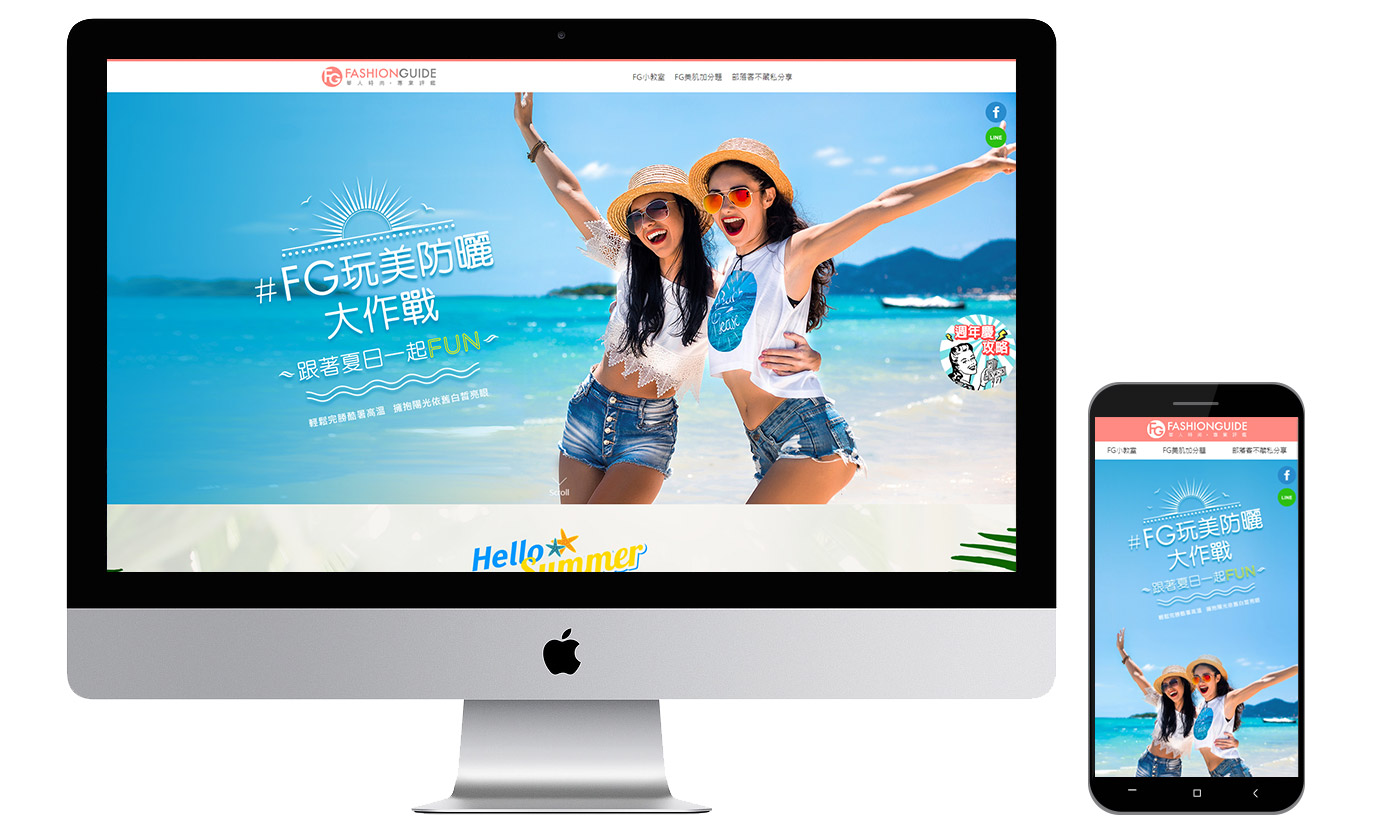 FG FASHIONGUIDE
華人時尚·專業評鑑
FG小教室 FG美肌加分題 部落客不藏私分享
f
LINE
#FG玩美防曬
大作戰
~跟著夏日一起FUN~
輕鬆完勝酷暑高溫 擁抱陽光依舊白皙亮眼
週年慶
攻略
Scroll
Hello
Summer
FG FASHIONGUIDE
華人時尚·專業評鑑
FG小教室 FG美肌加分題 部落客不藏私分享
f
LINE
#FG玩美防曬
大作戰
~跟著夏日一起FUN~
輕鬆完勝酷暑高溫 擁抱陽光依舊白皙亮眼